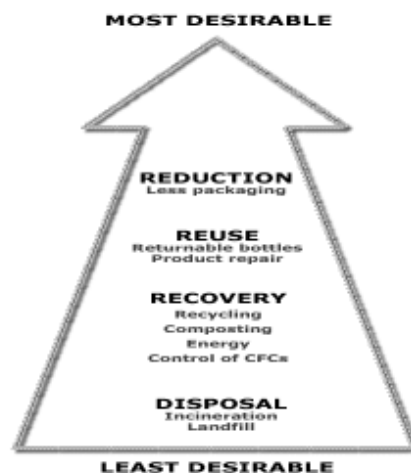 MOST DESIRABLE
REDUCTION
Less packaging
REUSE
Returnable bottles
Product repair
RECOVERY
Recycling
Composting
Energy
Control of CFCs
DISPOSAL
Incineration
Landfill
LEAST DESIRABLE